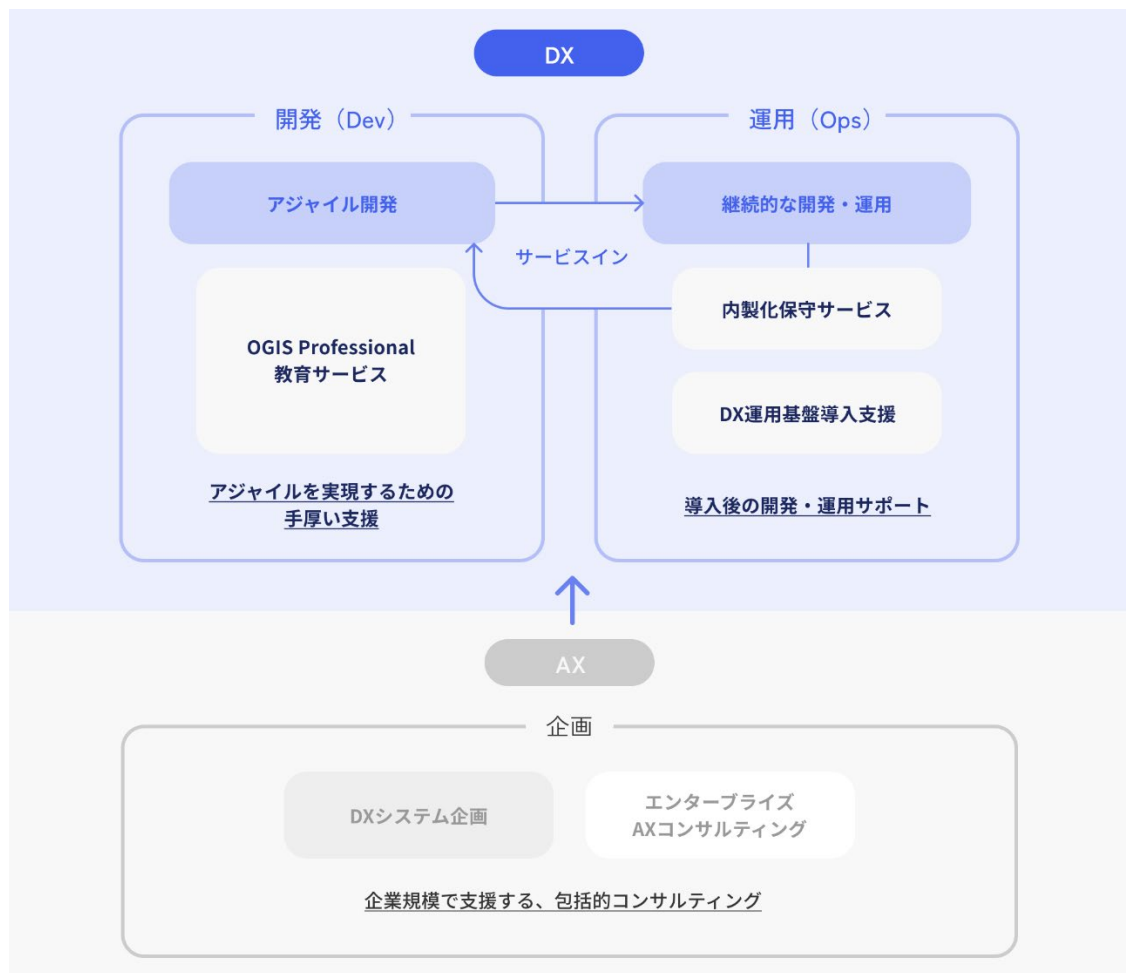 DX
開発（Dev）
アジャイル開発
OGIS Professional
教育サービス
アジャイルを実現するための
手厚い支援
サービスイン
運用（Ops）
継続的な開発・運用
内製化保守サービス
DX運用基盤導入支援
導入後の開発・運用サポート
AX
企画
DXシステム企画
エンターブライズ
AXコンサルティング
企業規模で支援する、包括的コンサルティング